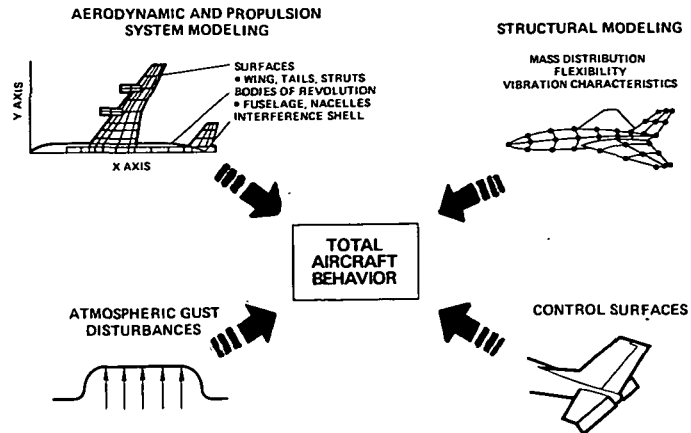 AERODYNAMIC AND PROPULSION
SYSTEM MODELING
Y AXIS
X AXIS
SURFACES
• WING, TAILS, STRUTS
BODIES OF REVOLUTION
• FUSELAGE, NACELLES
INTERFERENCE SHELL
STRUCTURAL MODELING
MASS DISTRIBUTION
FLEXIBILITY
VIBRATION CHARACTERISTICS
TOTAL
AIRCRAFT
BEHAVIOR
ATMOSPHERIC GUST
DISTURBANCES
CONTROL SURFACES